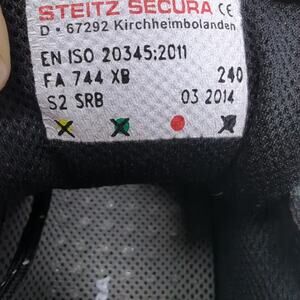 STEITZ SECURA CE
D • 67292 Kirchheimbolanden
EN ISO 20345:2011
FA 744 XB 240
S2 SRB 03 2014